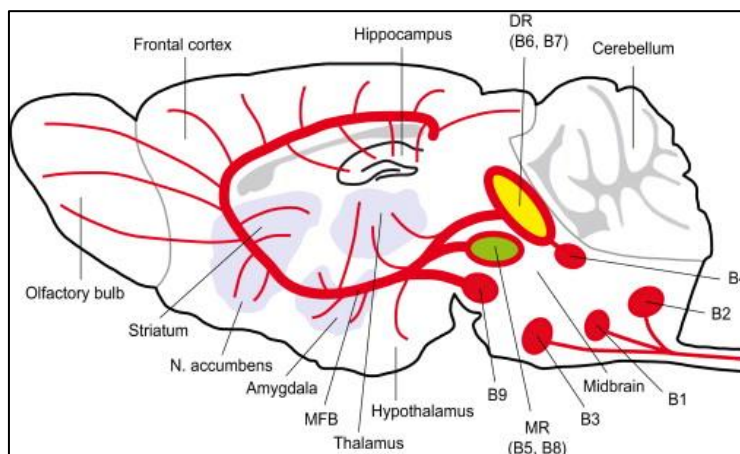 DR
(B6, B7)
Hippocampus
Frontal cortex
Cerebellum
Olfactory bulb
Striatum
N. accumbens
Amygdala
MFB
Thalamus
Hypothalamus
B9
MR
(B5, B8)
B3
Midbrain
B1
B2